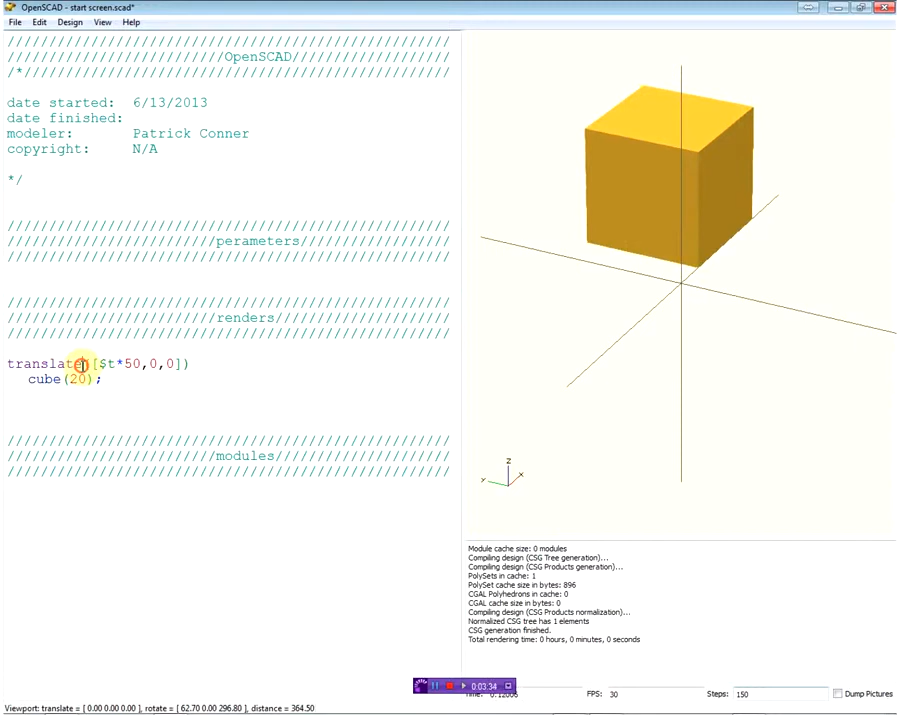 OpenSCAD - start screen.scad*
File Edit Design View Help
//////////////////////////////////////////////////////
//////////////////////////OpenSCAD/////////////////////
/*////////////////////////////////////////////////////
date started: 6/13/2013
date finished:
modeler: Patrick Conner
copyright: N/A
*/
//////////////////////////////////////////////////////
/////////////////////////perameters////////////////////
//////////////////////////////////////////////////////
//////////////////////////////////////////////////////
/////////////////////////renders///////////////////////
//////////////////////////////////////////////////////
translate([$t*50,0,0])
cube(20);
//////////////////////////////////////////////////////
/////////////////////////modules///////////////////////
//////////////////////////////////////////////////////
Z
Y X
Module cache size: 0 modules
Compiling design (CSG Tree generation)...
Compiling design (CSG Products generation)...
PolySets in cache: 1
PolySet cache size in bytes: 896
CGAL Polyhedrons in cache: 0
CGAL cache size in bytes: 0
Compiling design (CSG Products normalization)...
Normalized CSG tree has 1 elements
CSG generation finished.
Total rendering time: 0 hours, 0 minutes, 0 seconds
0:03:34
FPS: 30 Steps: 150 Dump Pictures
Viewport: translate = [ 0.00 0.00 0.00 ], rotate = [ 62.70 0.00 296.80 ], distance = 364.50